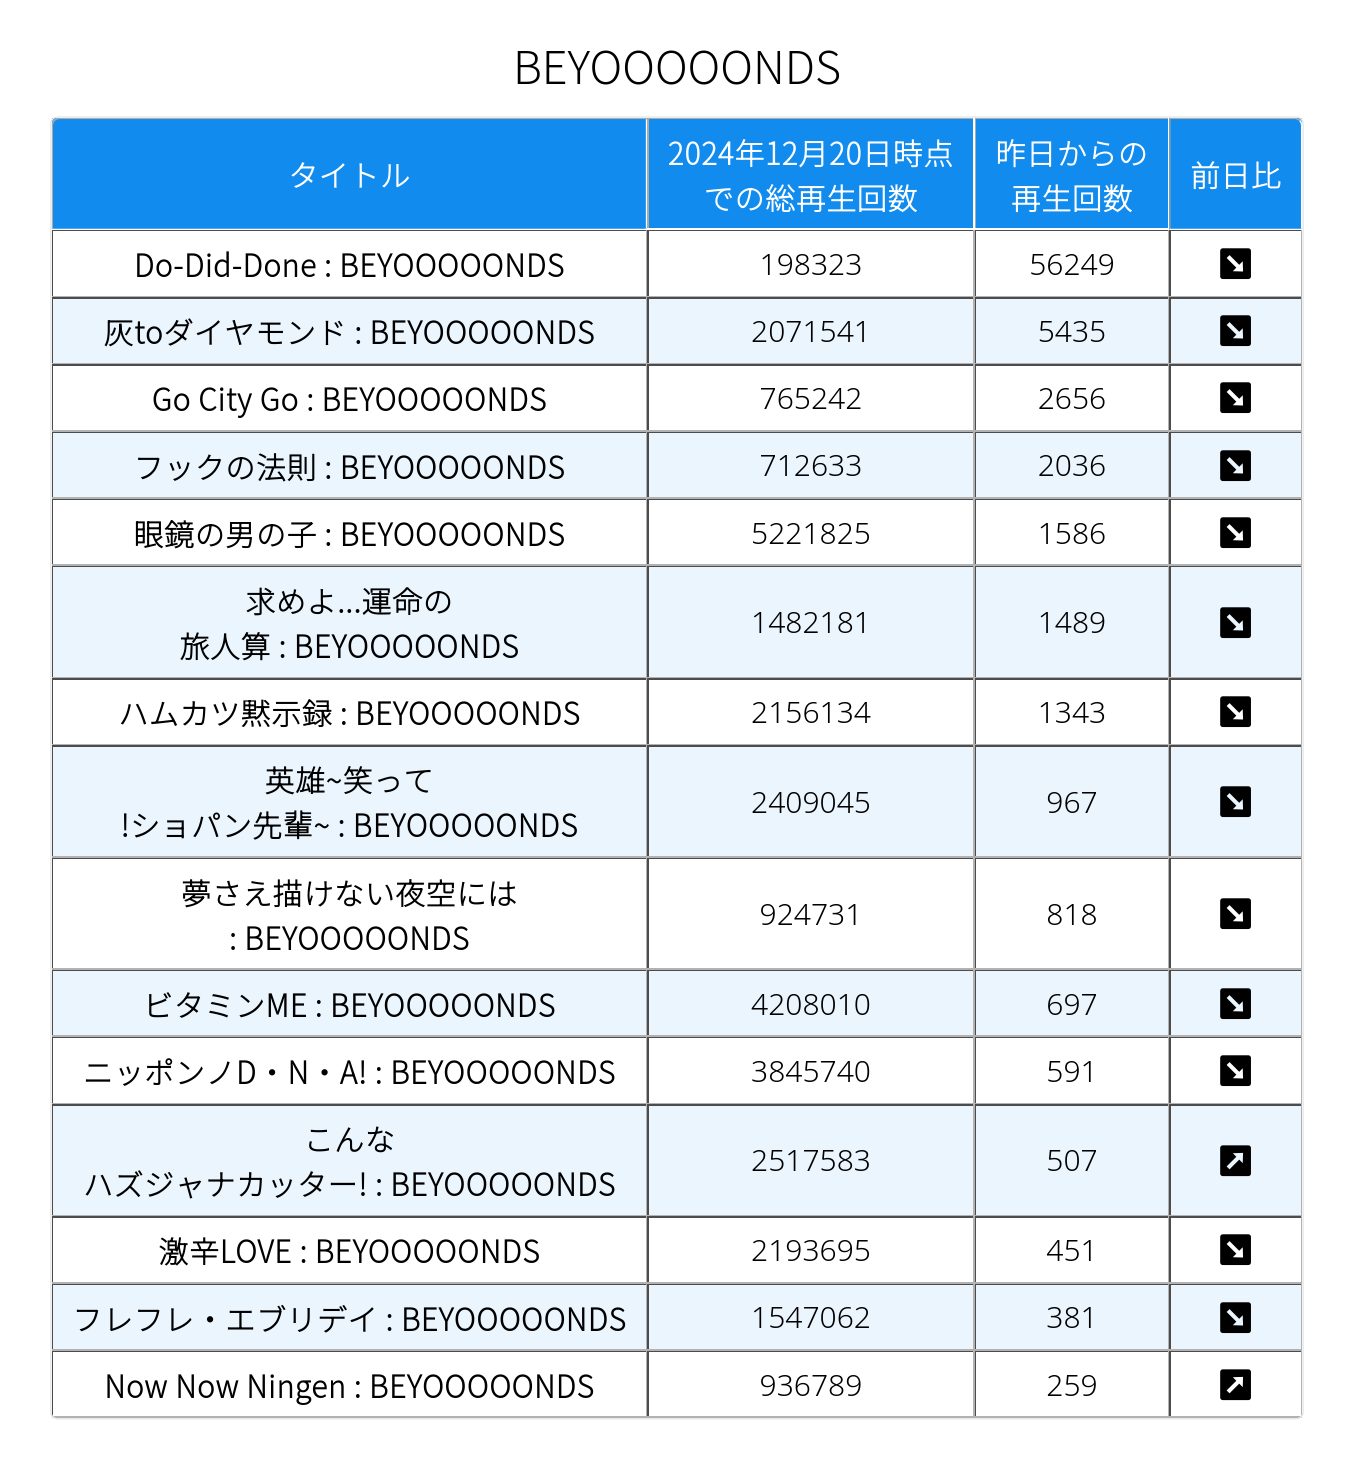 BEYOOOOONDS
タイトル
2024年12月20日時点
での総再生回数
昨日からの
再生回数
前日比
Do-Did-Done : BEYOOOOONDS
198323
56249
灰toダイヤモンド : BEYOOOOONDS
2071541
5435
Go City Go : BEYOOOOONDS
765242
2656
フックの法則 : BEYOOOOONDS
712633
2036
眼鏡の男の子 : BEYOOOOONDS
5221825
1586
求めよ...運命の
旅人算 : BEYOOOOONDS
1482181
1489
ハムカツ黙示録 : BEYOOOOONDS
2156134
1343
英雄~笑って
!ショパン先輩~ : BEYOOOOONDS
2409045
967
夢さえ描けない夜空には
: BEYOOOOONDS
924731
818
ビタミンME : BEYOOOOONDS
4208010
697
ニッポンノD・N・A! : BEYOOOOONDS
3845740
591
こんな
ハズジャナカッター! : BEYOOOOONDS
2517583
507
激辛LOVE : BEYOOOOONDS
2193695
451
フレフレ・エブリデイ : BEYOOOOONDS
1547062
381
Now Now Ningen : BEYOOOOONDS
936789
259